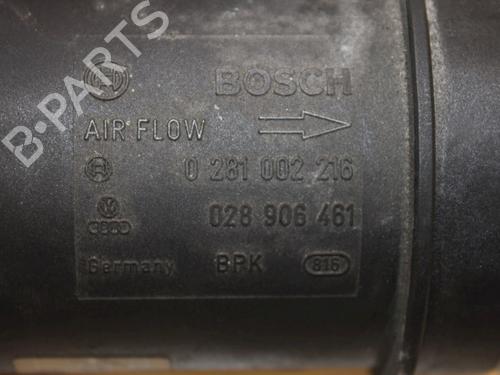 B-PARTS
BOSCH
AIR FLOW
0 281 002 216
028 906 461
Germany BPK 816